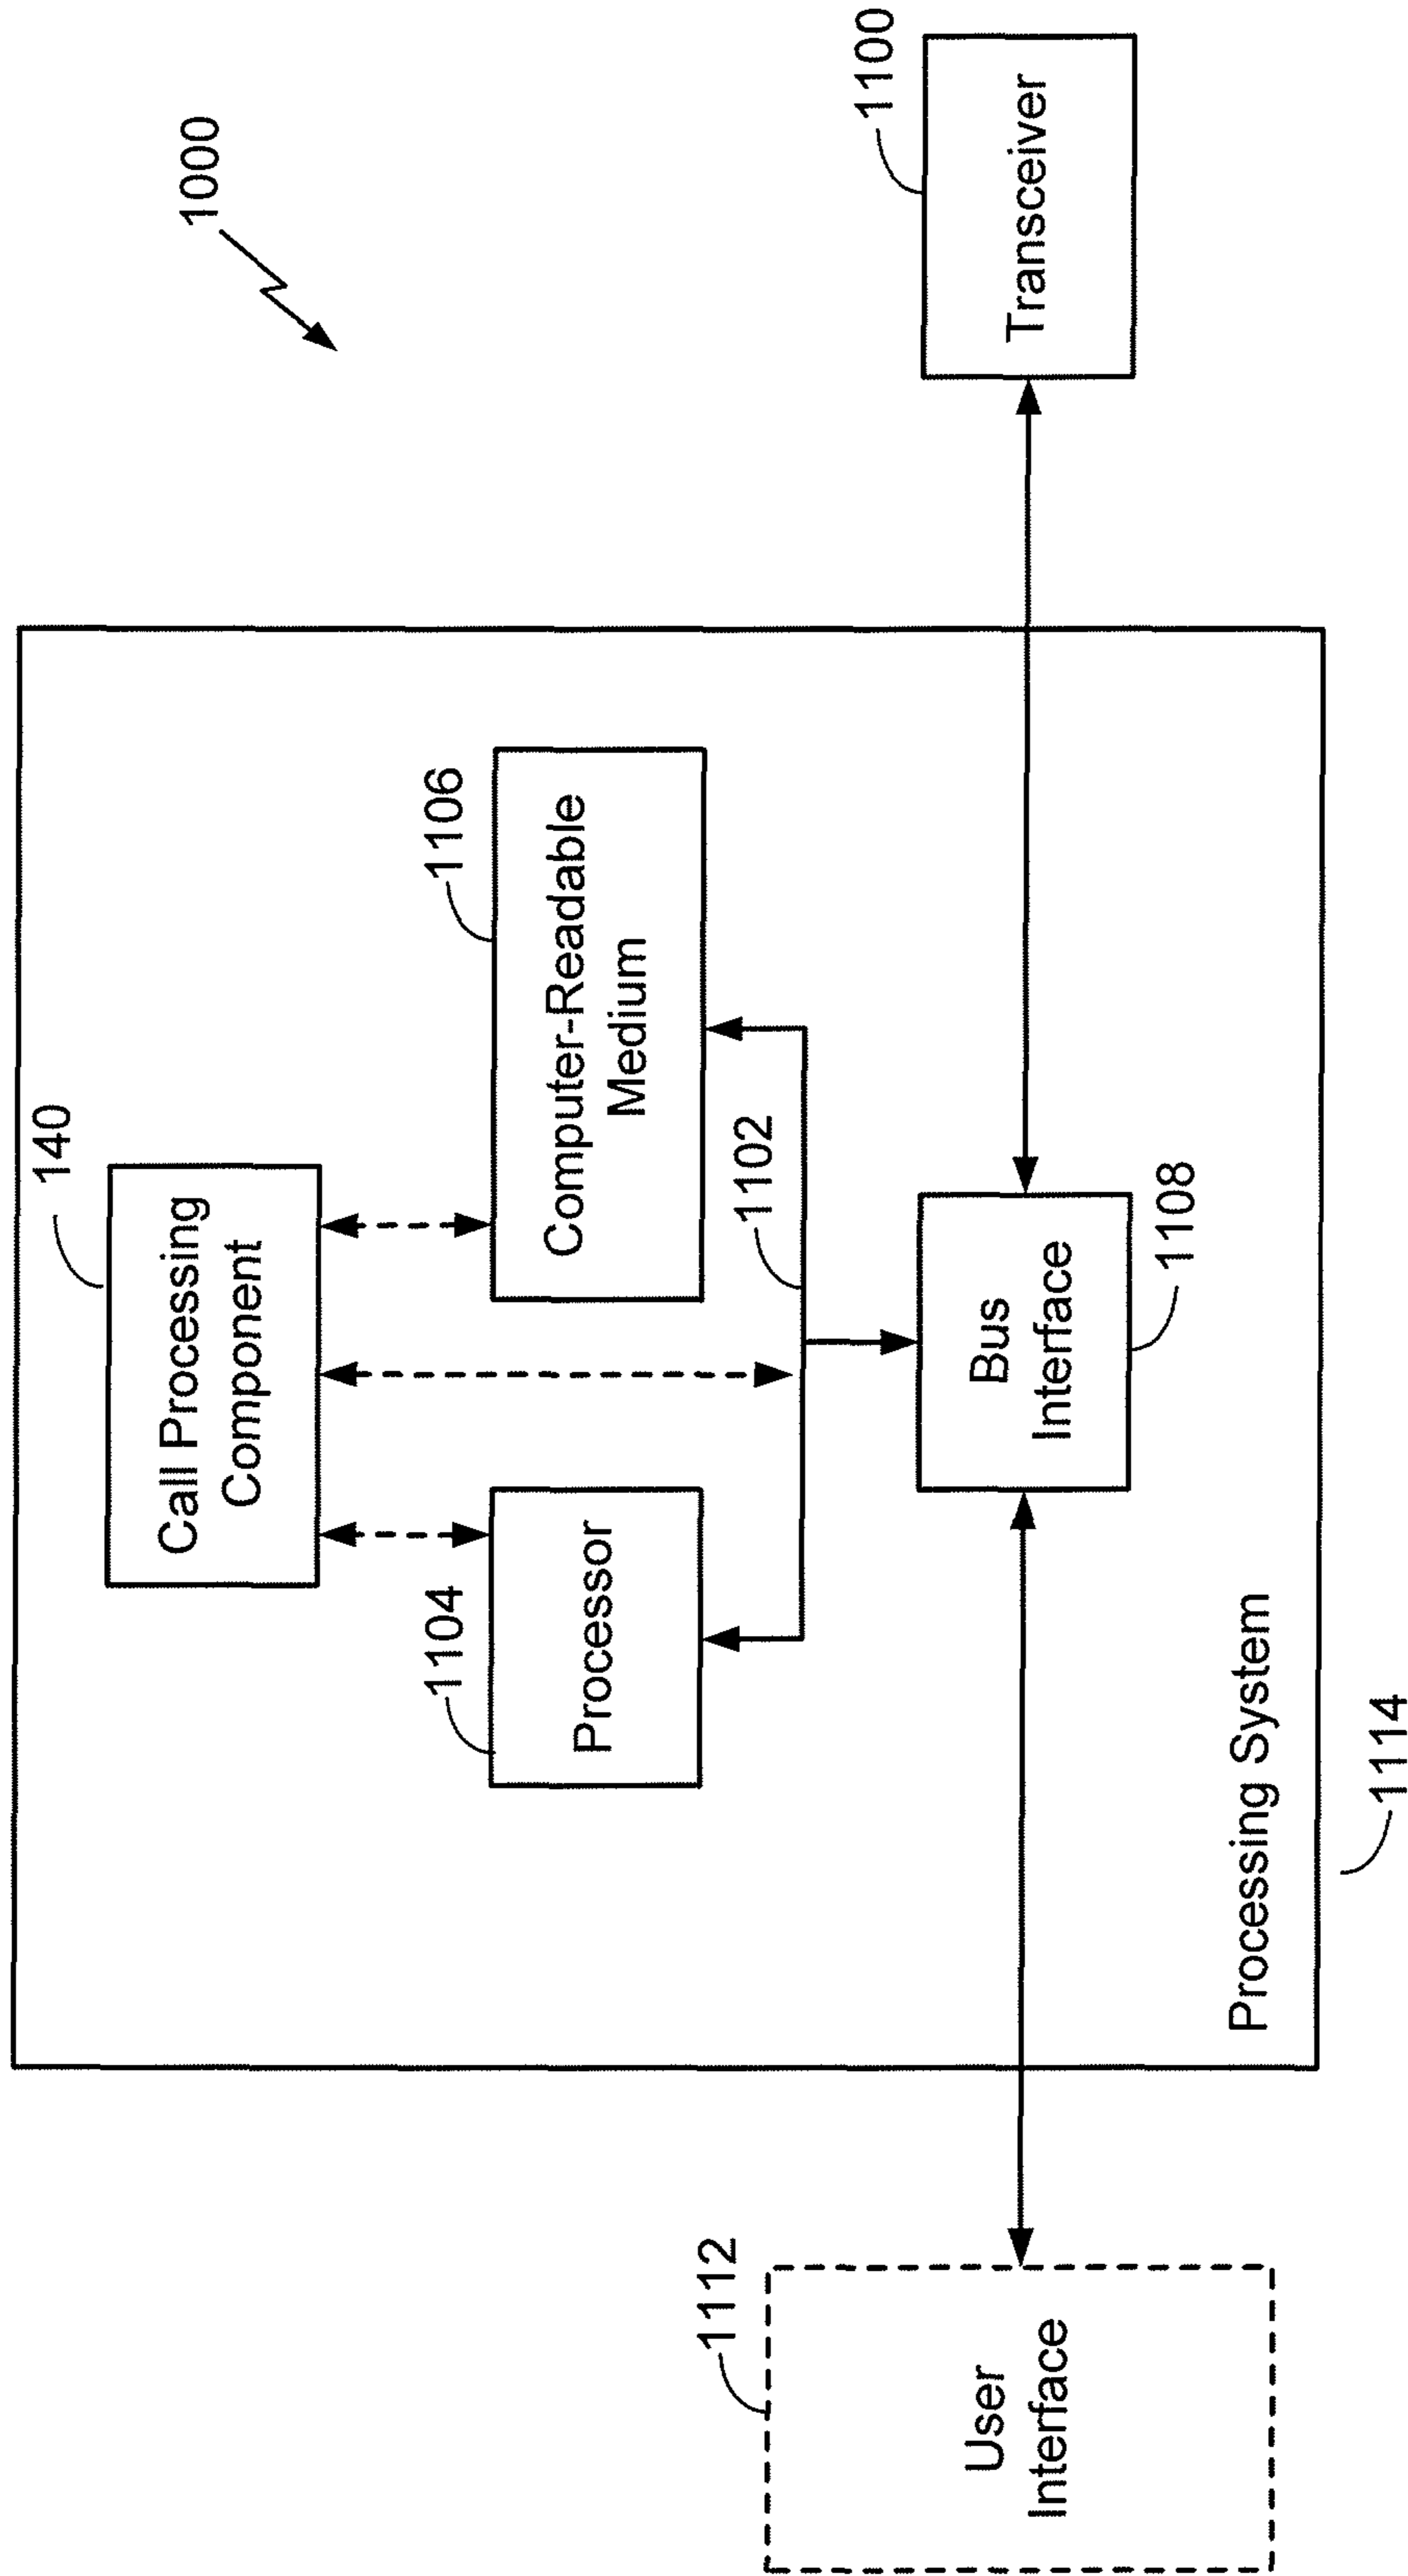 1000
140
Call Processing
Component
1104
Processor
1106
Computer-Readable
Medium
1102
1112
User
Interface
Bus
Interface
1108
1100
Transceiver
Processing System
1114